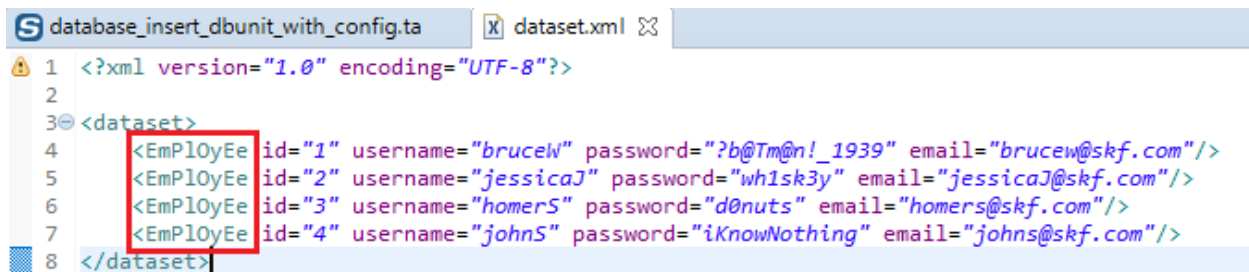 database_insert_dbunit_with_config.ta dataset.xml
1 <?xml version="1.0" encoding="UTF-8"?>
2
3 <dataset>
4 <EmPlOyEe id="1" username="bruceW" password="?b@Tm@n!_1939" email="brucew@skf.com"/>
5 <EmPlOyEe id="2" username="jessicaJ" password="wh1sk3y" email="jessicaJ@skf.com"/>
6 <EmPlOyEe id="3" username="homerS" password="d0nuts" email="homers@skf.com"/>
7 <EmPlOyEe id="4" username="johnS" password="iKnowNothing" email="johns@skf.com"/>
8 </dataset>